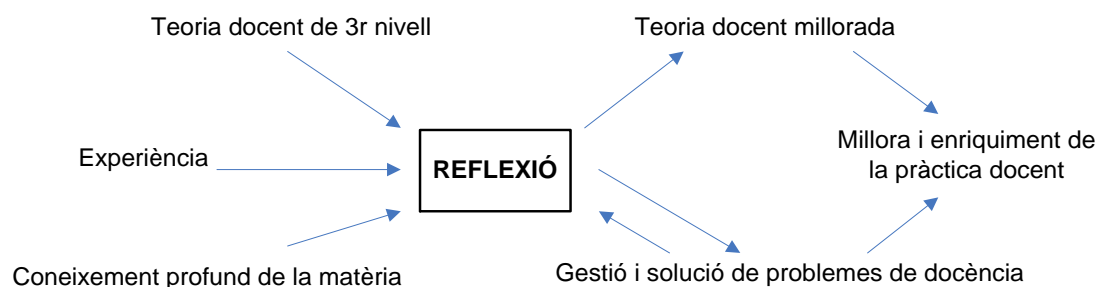 Teoria docent de 3r nivell
Teoria docent millorada
Experiència
REFLEXIÓ
Millora i enriquiment de
la pràctica docent
Coneixement profund de la matèria
Gestió i solució de problemes de docència